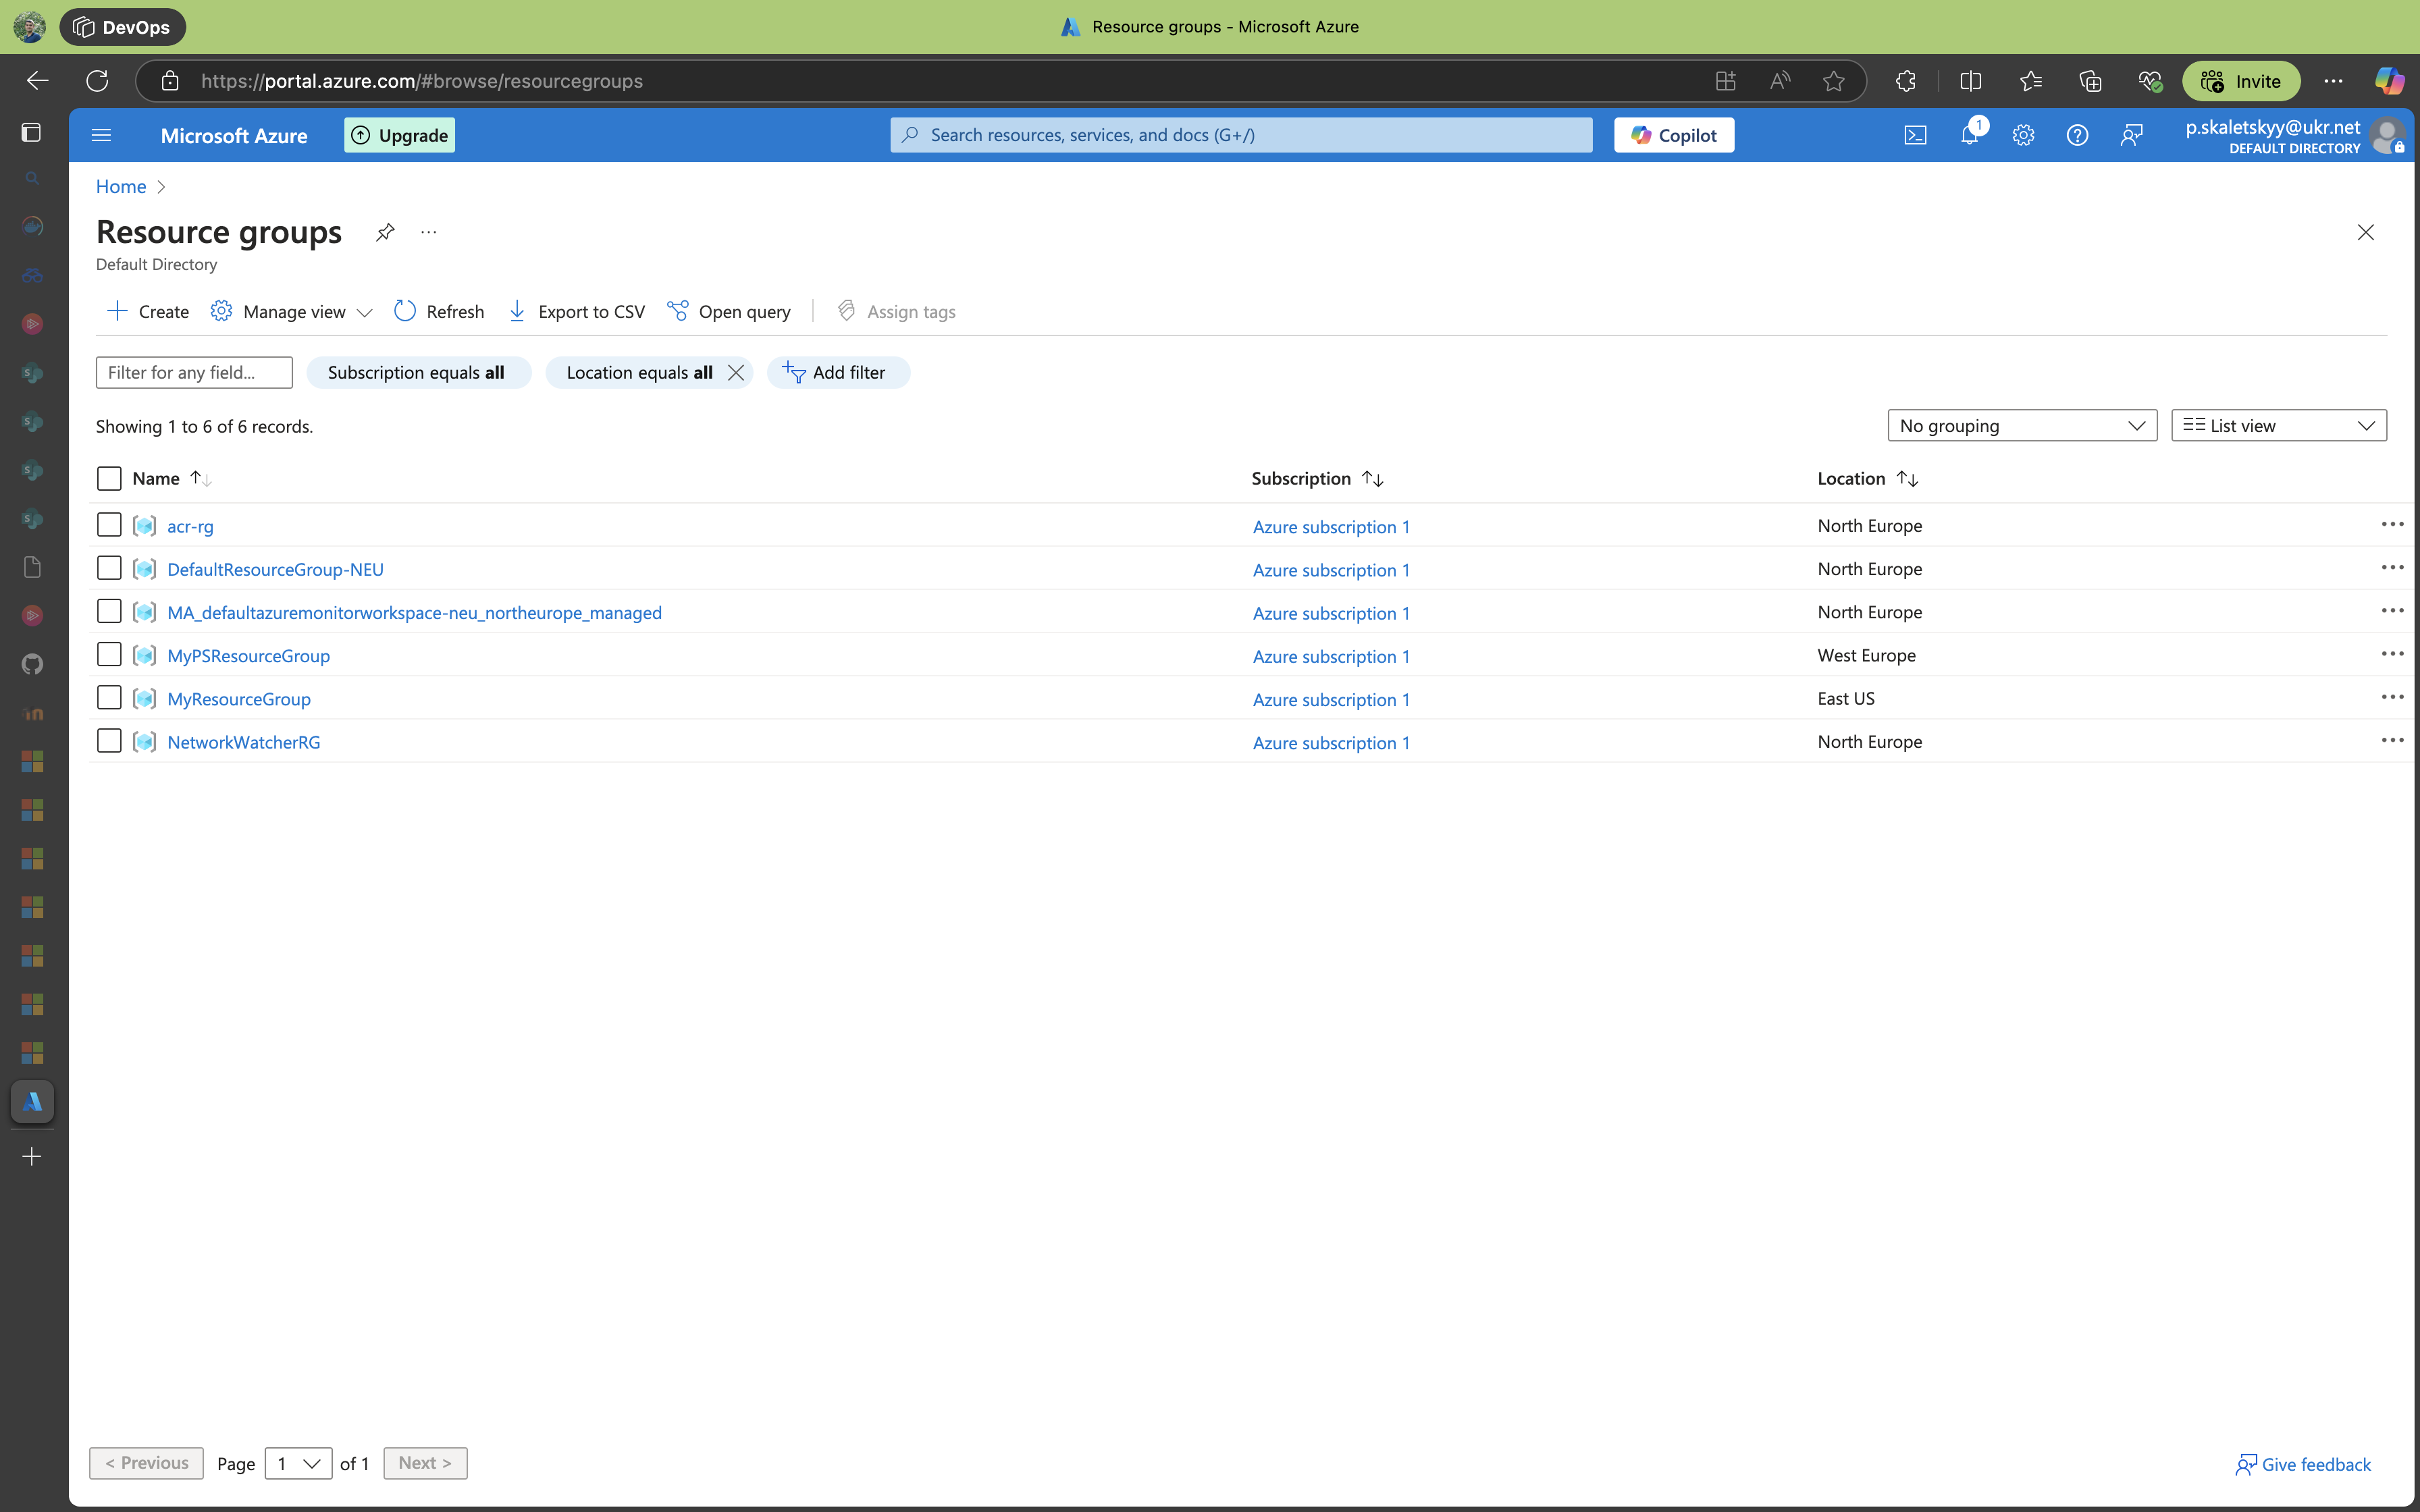 DevOps
Resource groups - Microsoft Azure
https://portal.azure.com/#browse/resourcegroups
Invite
Microsoft Azure
Upgrade
Search resources, services, and docs (G+/)
Copilot
1
p.skaletskyy@ukr.net
DEFAULT DIRECTORY
Home
Resource groups
Default Directory
Create
Manage view
Refresh
Export to CSV
Open query
Assign tags
Filter for any field...
Subscription equals all
Location equals all
Add filter
Showing 1 to 6 of 6 records.
No grouping
List view
Name
Subscription
Location
acr-rg
Azure subscription 1
North Europe
DefaultResourceGroup-NEU
Azure subscription 1
North Europe
MA_defaultazuremonitorworkspace-neu_northeurope_managed
Azure subscription 1
North Europe
MyPSResourceGroup
Azure subscription 1
West Europe
MyResourceGroup
Azure subscription 1
East US
NetworkWatcherRG
Azure subscription 1
North Europe
< Previous
Page
1
of 1
Next >
Give feedback